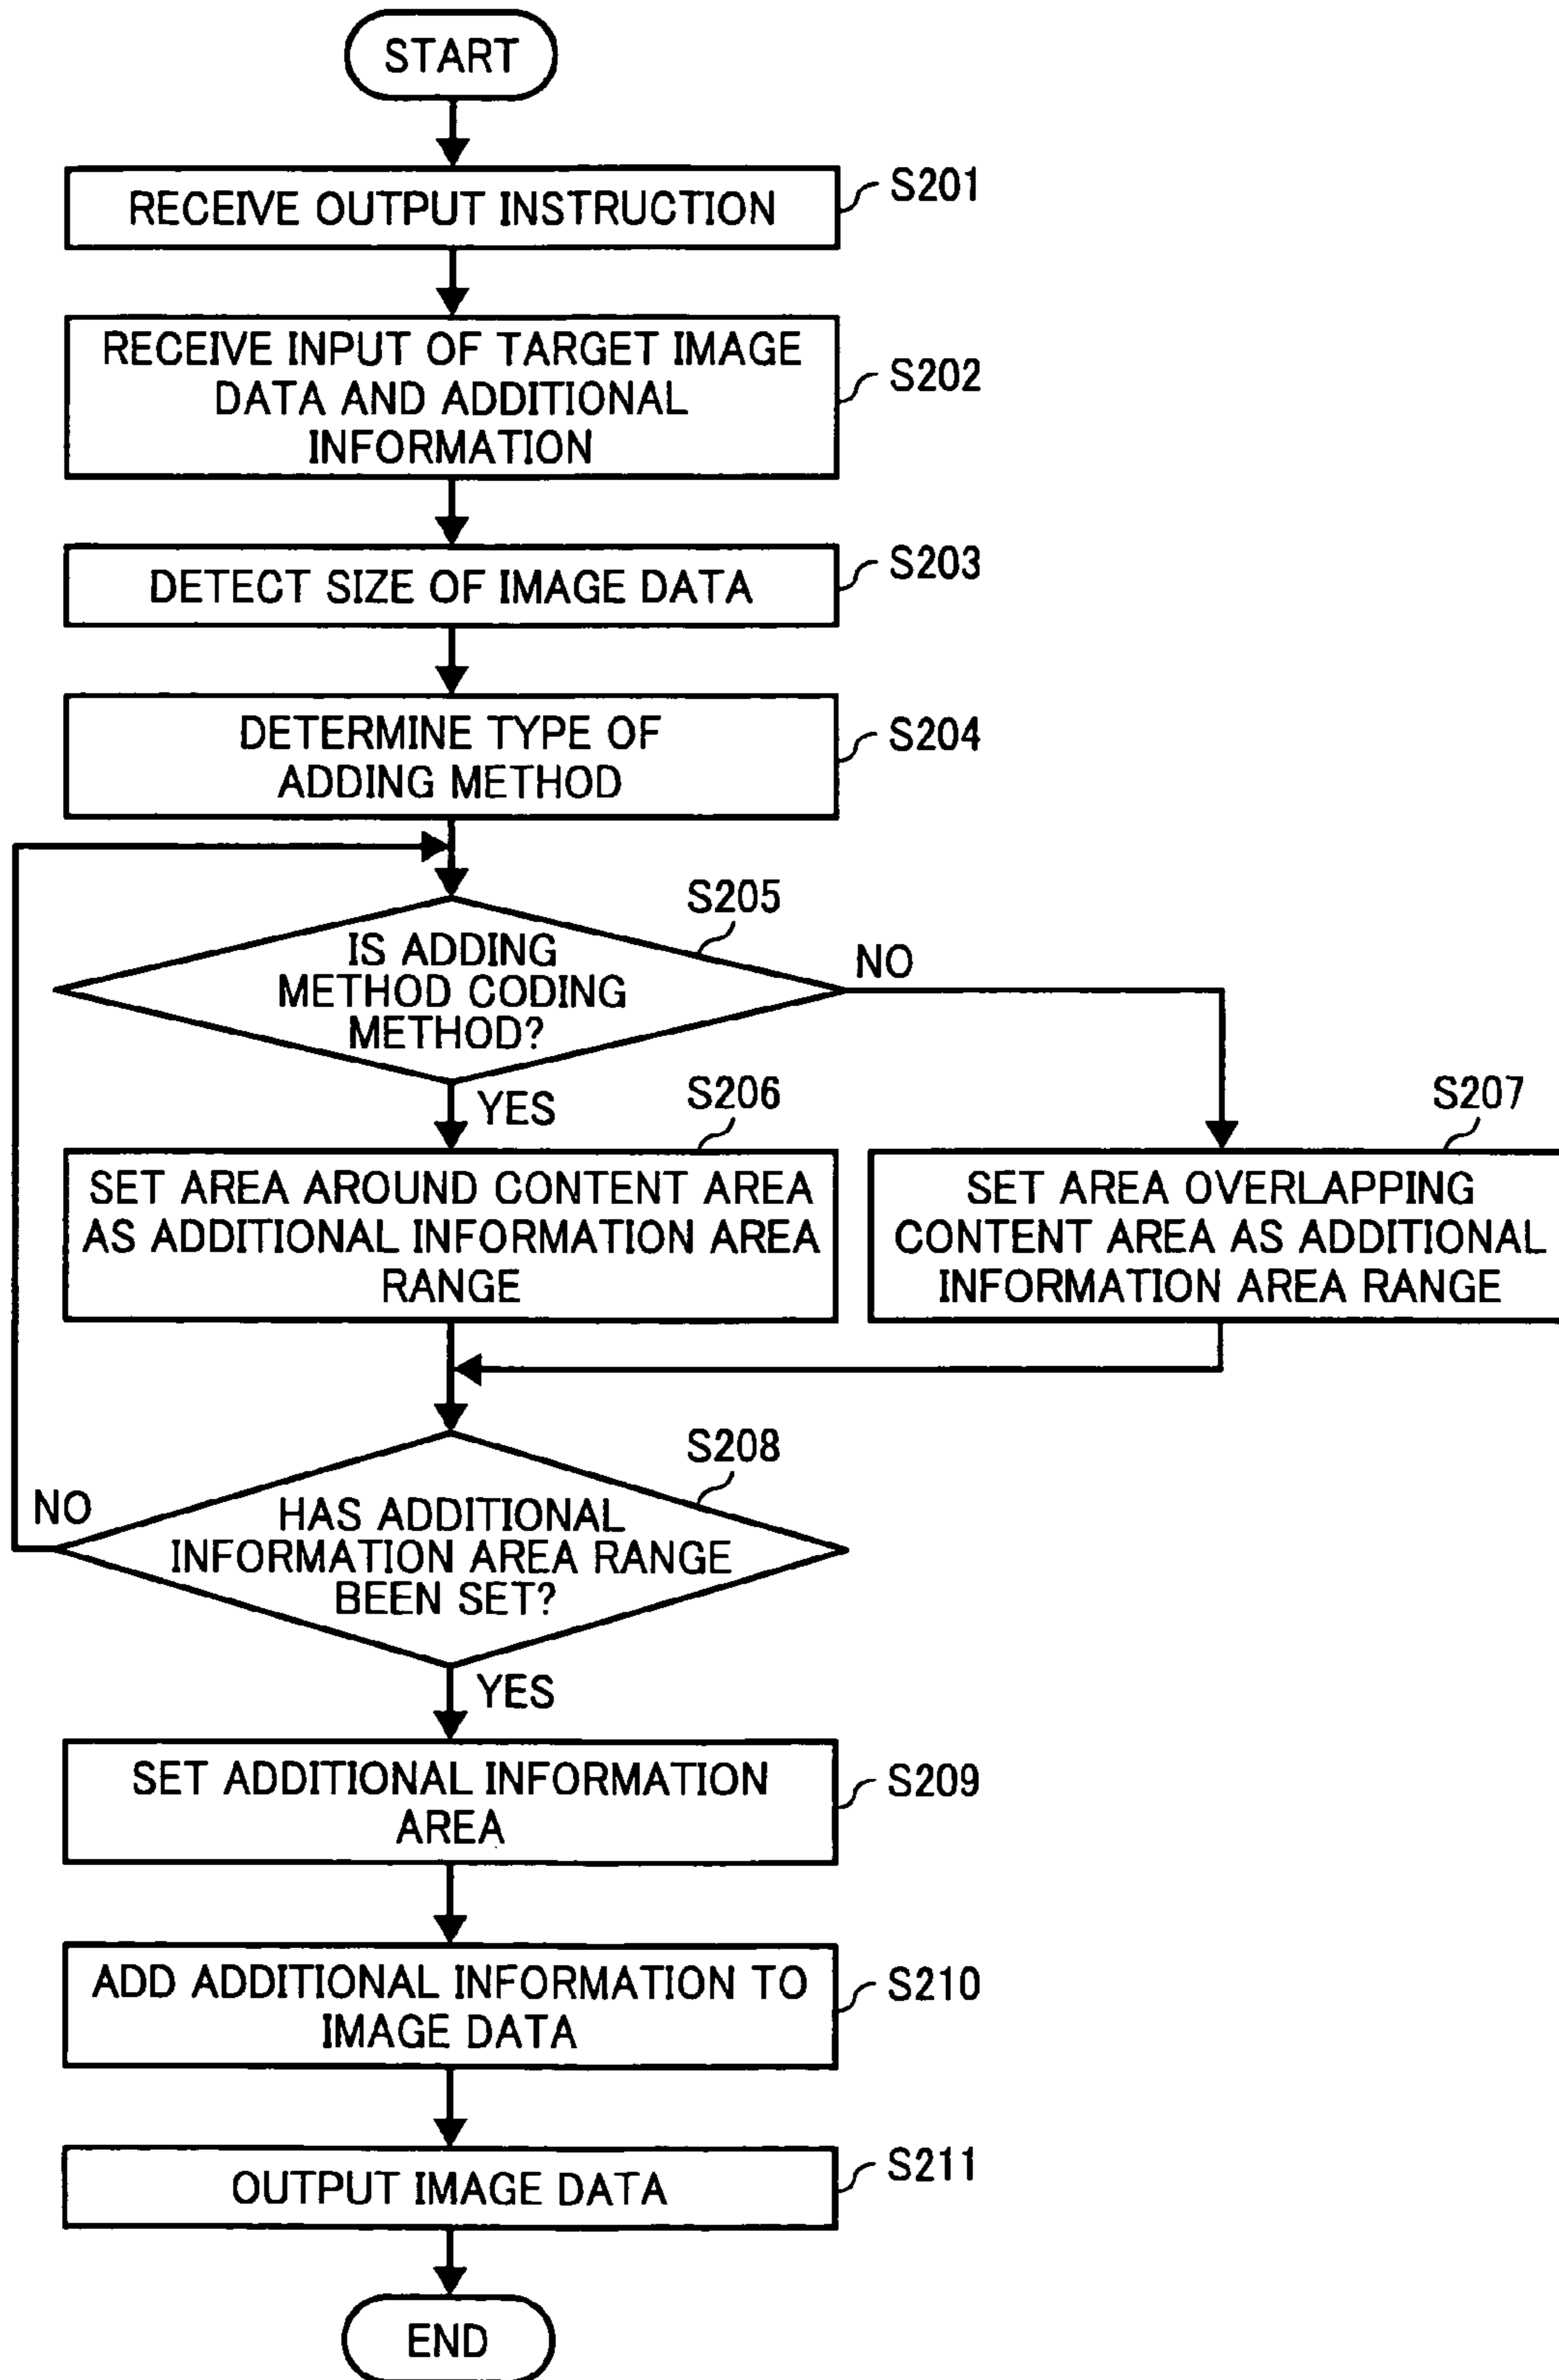 START
RECEIVE OUTPUT INSTRUCTION
S201
RECEIVE INPUT OF TARGET IMAGE
DATA AND ADDITIONAL
INFORMATION
S202
DETECT SIZE OF IMAGE DATA
S203
DETERMINE TYPE OF
ADDING METHOD
S204
S205
IS ADDING
METHOD CODING
METHOD?
NO
YES
S206
SET AREA AROUND CONTENT AREA
AS ADDITIONAL INFORMATION AREA
RANGE
S207
SET AREA OVERLAPPING
CONTENT AREA AS ADDITIONAL
INFORMATION AREA RANGE
S208
NO
HAS ADDITIONAL
INFORMATION AREA RANGE
BEEN SET?
YES
SET ADDITIONAL INFORMATION
AREA
S209
ADD ADDITIONAL INFORMATION TO
IMAGE DATA
S210
OUTPUT IMAGE DATA
S211
END